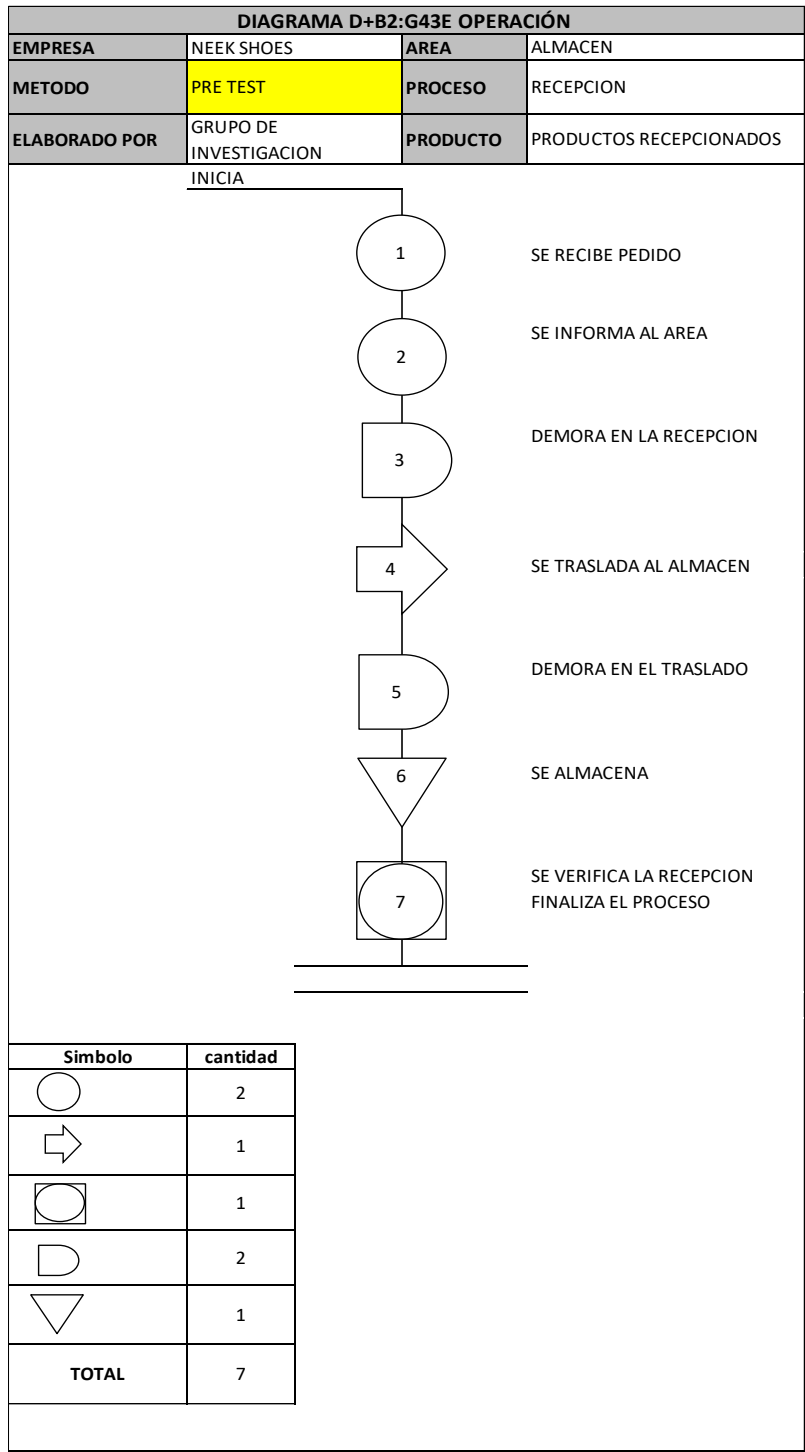 DIAGRAMA D+B2:G43E OPERACIÓN
EMPRESA NEEK SHOES AREA ALMACEN
METODO PRE TEST PROCESO RECEPCION
ELABORADO POR GRUPO DE INVESTIGACION PRODUCTO PRODUCTOS RECEPCIONADOS
INICIA
1 SE RECIBE PEDIDO
2 SE INFORMA AL AREA
3 DEMORA EN LA RECEPCION
4 SE TRASLADA AL ALMACEN
5 DEMORA EN EL TRASLADO
6 SE ALMACENA
7 SE VERIFICA LA RECEPCION
FINALIZA EL PROCESO
Simbolo cantidad
2
1
1
2
1
TOTAL 7